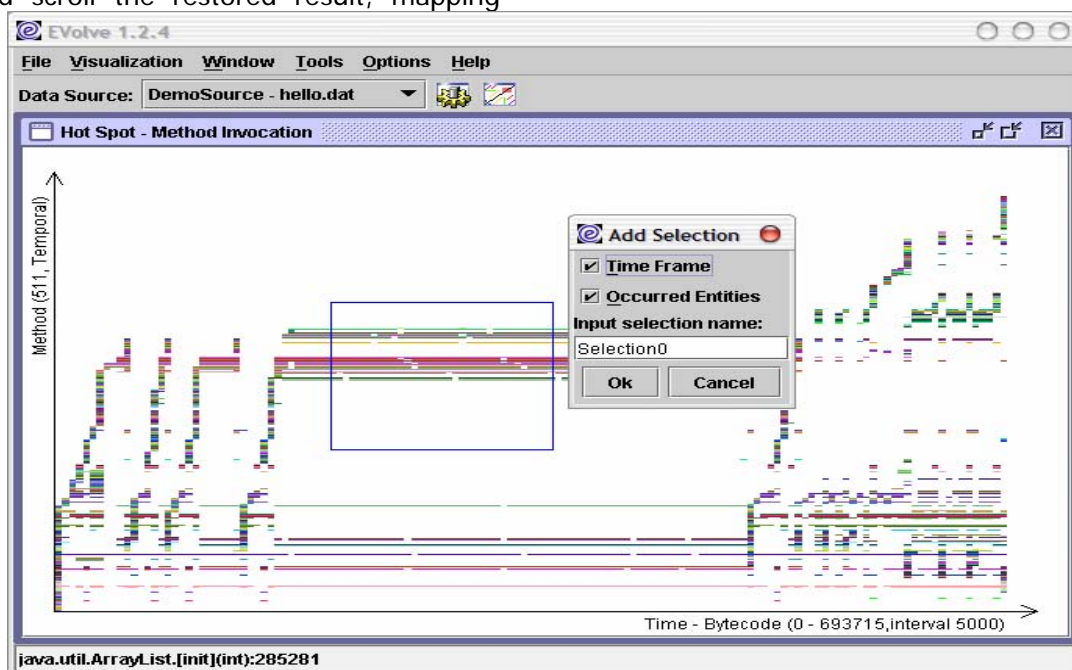 scroll the restored result, mapping
EVolve 1.2.4
File Visualization Window Tools Options Help
Data Source: DemoSource - hello.dat
Hot Spot - Method Invocation
Method (511, Temporal)
Add Selection
Time Frame
Occurred Entities
Input selection name:
Selection0
Ok Cancel
Time - Bytecode (0 - 693715,interval 5000)
java.util.ArrayList.[init](int):285281